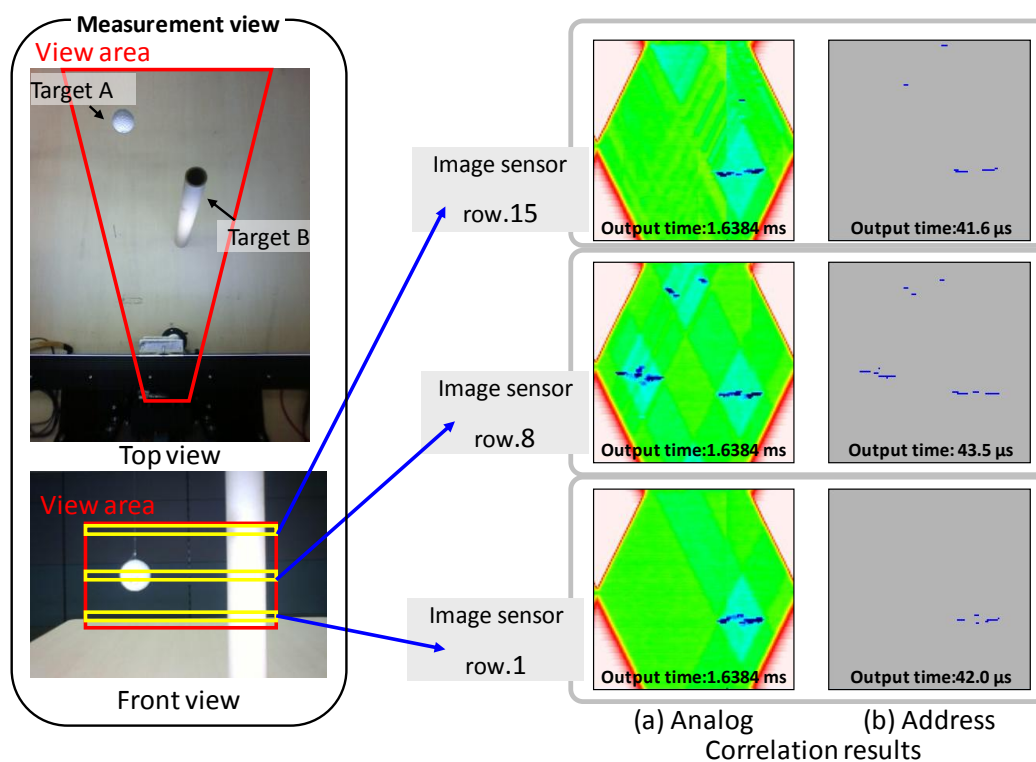 Measurement view
View area
Target A
Target B
Top view
View area
Front view
Image sensor
row.15
Image sensor
row.8
Image sensor
row.1
Output time:1.6384 ms
Output time:41.6 µs
Output time:1.6384 ms
Output time: 43.5 µs
Output time:1.6384 ms
Output time:42.0 µs
(a) Analog
(b) Address
Correlation results